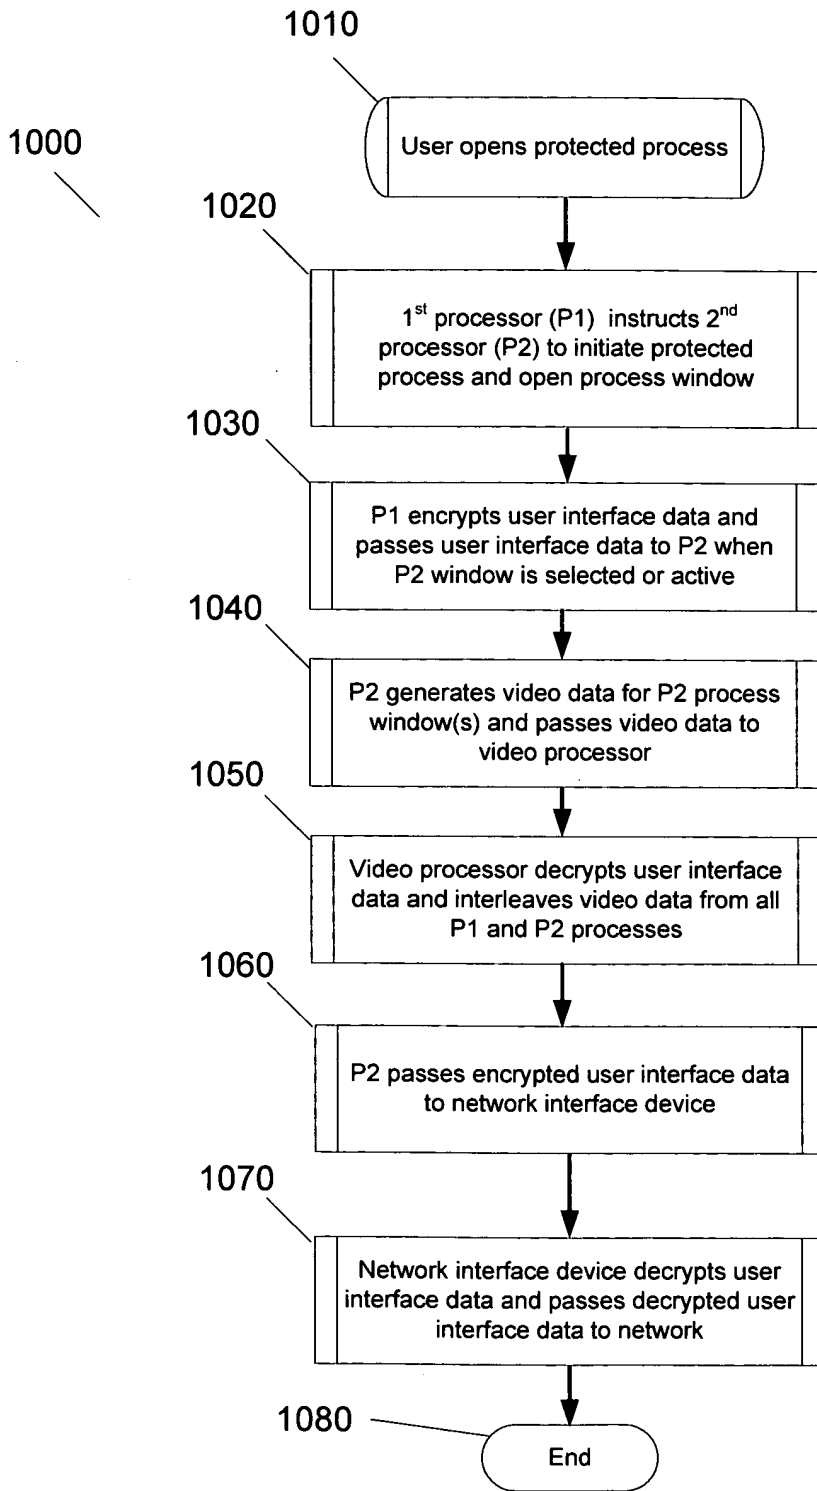 1010
1000
User opens protected process
1020
1st processor (P1) instructs 2nd
processor (P2) to initiate protected
process and open process window
1030
P1 encrypts user interface data and
passes user interface data to P2 when
P2 window is selected or active
1040
P2 generates video data for P2 process
window(s) and passes video data to
video processor
1050
Video processor decrypts user interface
data and interleaves video data from all
P1 and P2 processes
1060
P2 passes encrypted user interface data
to network interface device
1070
Network interface device decrypts user
interface data and passes decrypted user
interface data to network
1080
End